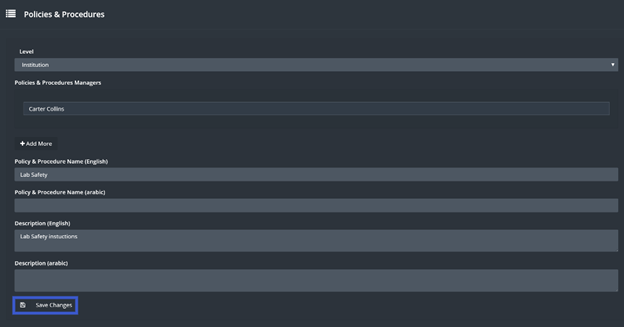 Policies & Procedures
Level
Institution
Policies & Procedures Managers
Carter Collins
Add More
Policy & Procedure Name (English)
Lab Safety
Policy & Procedure Name (arabic)
Description (English)
Lab Safety instuctions
Description (arabic)
Save Changes